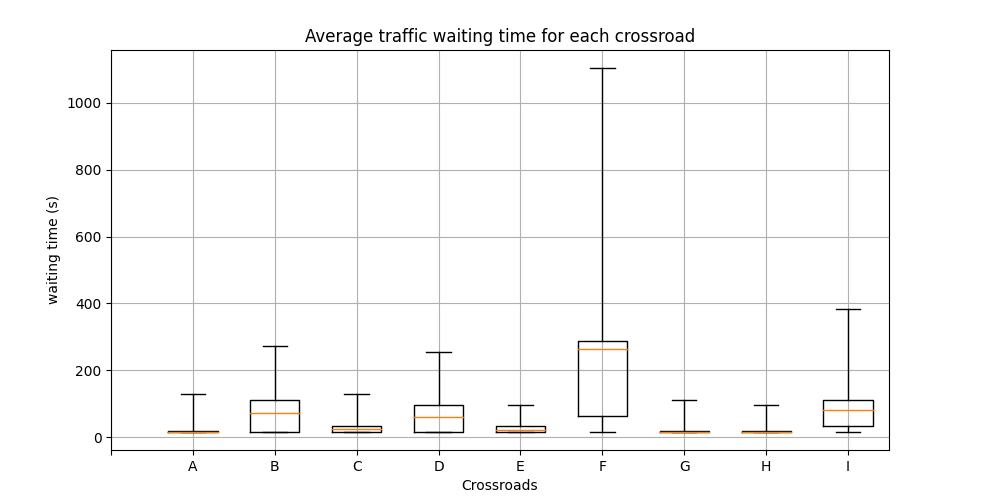 Average traffic waiting time for each crossroad
1000
800
600
400
200
0
waiting time (s)
A B C D E F G H I
Crossroads